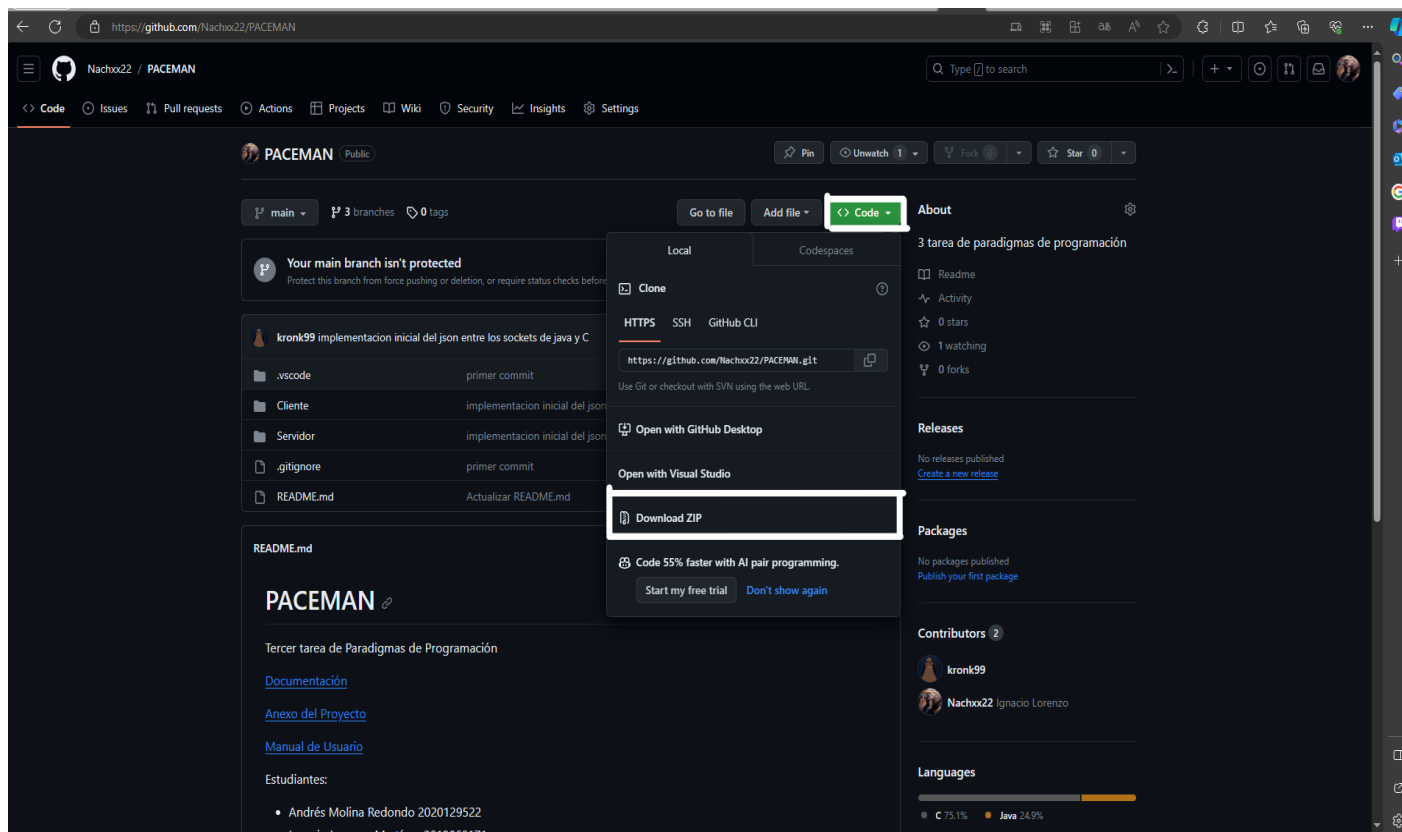 https://github.com/Nachxx22/PACEMAN
Nachxx22 / PACEMAN
Type / to search
Code Issues Pull requests Actions Projects Wiki Security Insights Settings
PACEMAN Public
Pin Unwatch 1 Fork 0 Star 0
main 3 branches 0 tags
Go to file Add file Code
Your main branch isn't protected
Protect this branch from force pushing or deletion, or require status checks before
kronk99 implementacion inicial del json entre los sockets de java y C
.vscode primer commit
Cliente implementacion inicial del json
Servidor implementacion inicial del json
.gitignore primer commit
README.md Actualizar README.md
Local Codespaces
Clone
HTTPS SSH GitHub CLI
https://github.com/Nachxx22/PACEMAN.git
Use Git or checkout with SVN using the web URL.
Open with GitHub Desktop
Open with Visual Studio
Download ZIP
Code 55% faster with AI pair programming.
Start my free trial Don't show again
README.md
PACEMAN
Tercer tarea de Paradigmas de Programación
Documentación
Anexo del Proyecto
Manual de Usuario
Estudiantes:
• Andrés Molina Redondo 2020129522
About
3 tarea de paradigmas de programación
Readme
Activity
0 stars
1 watching
0 forks
Releases
No releases published
Create a new release
Packages
No packages published
Publish your first package
Contributors 2
kronk99
Nachxx22 Ignacio Lorenzo
Languages
C 75.1% Java 24.9%